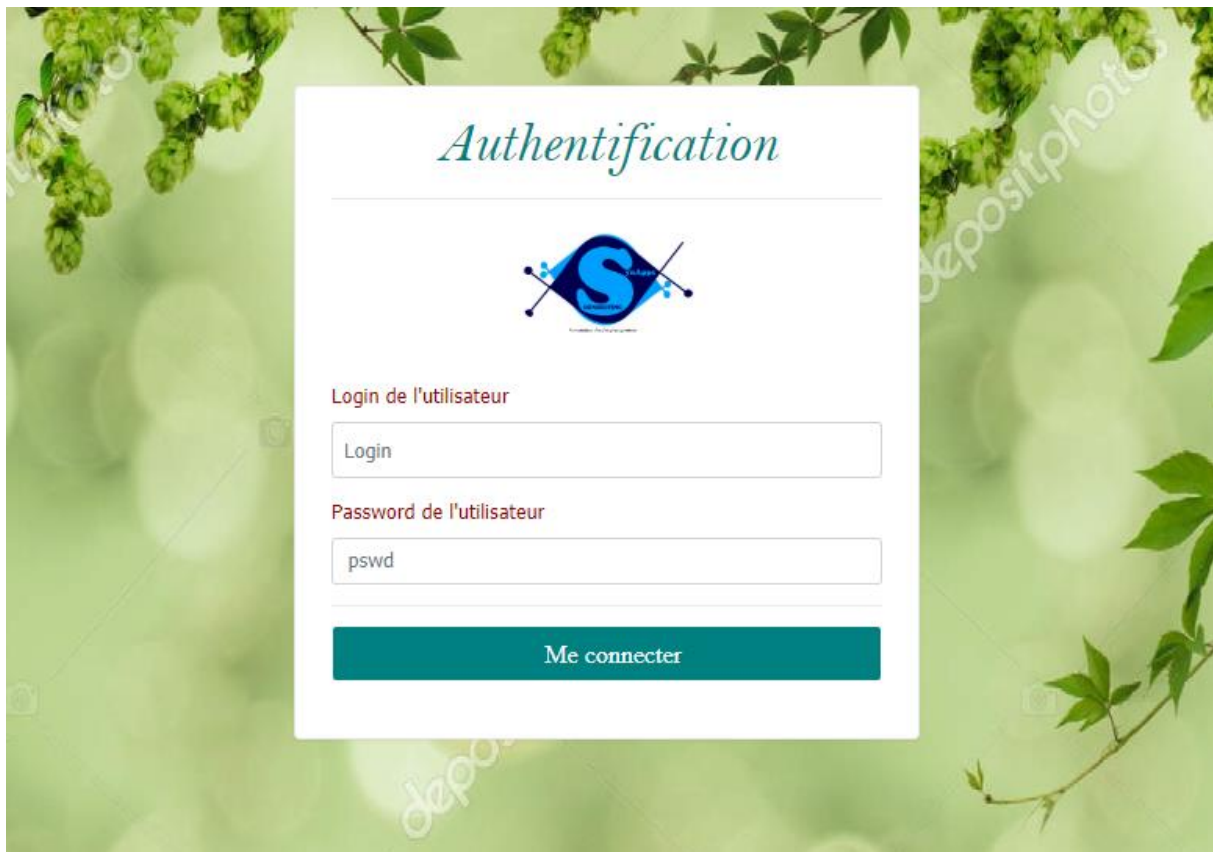 Authentification
S
Login de l'utilisateur
Login
Password de l'utilisateur
pswd
Me connecter
depositphotos